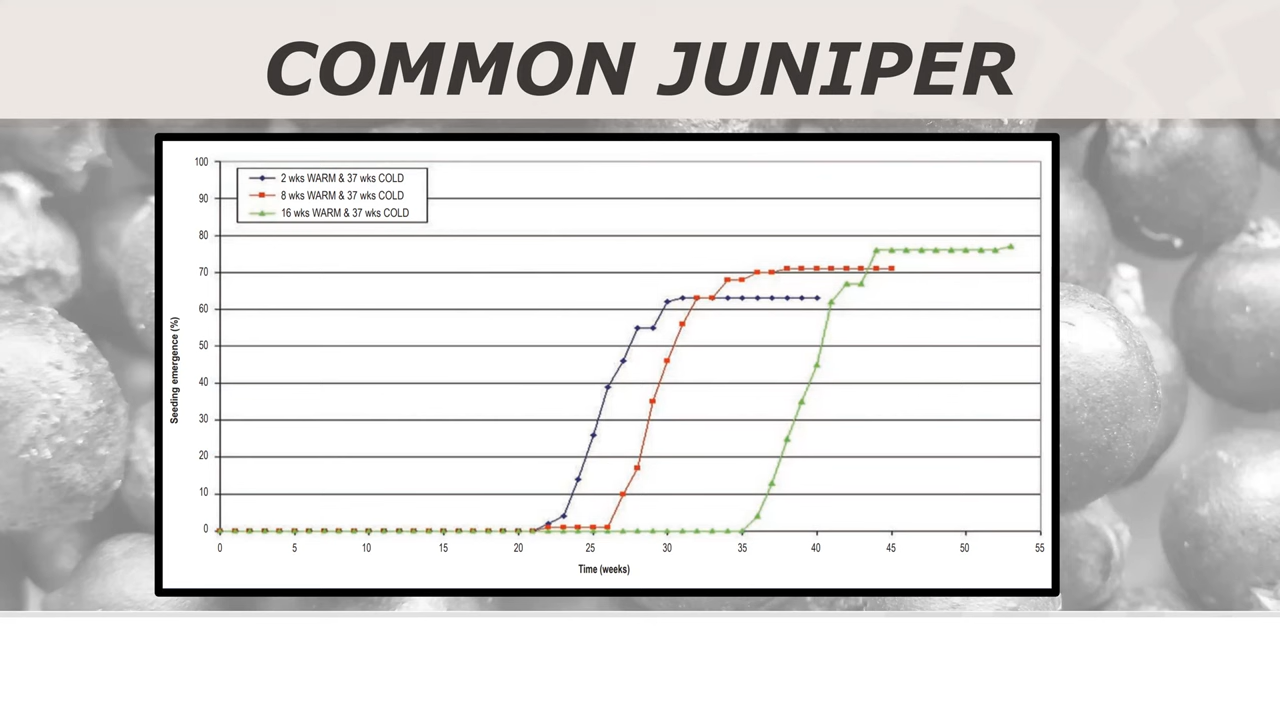 COMMON JUNIPER
2 wks WARM & 37 wks COLD
8 wks WARM & 37 wks COLD
16 wks WARM & 37 wks COLD
100
90
80
70
60
50
40
30
20
10
0
Seeding emergence (%)
0 5 10 15 20 25 30 35 40 45 50 55
Time (weeks)